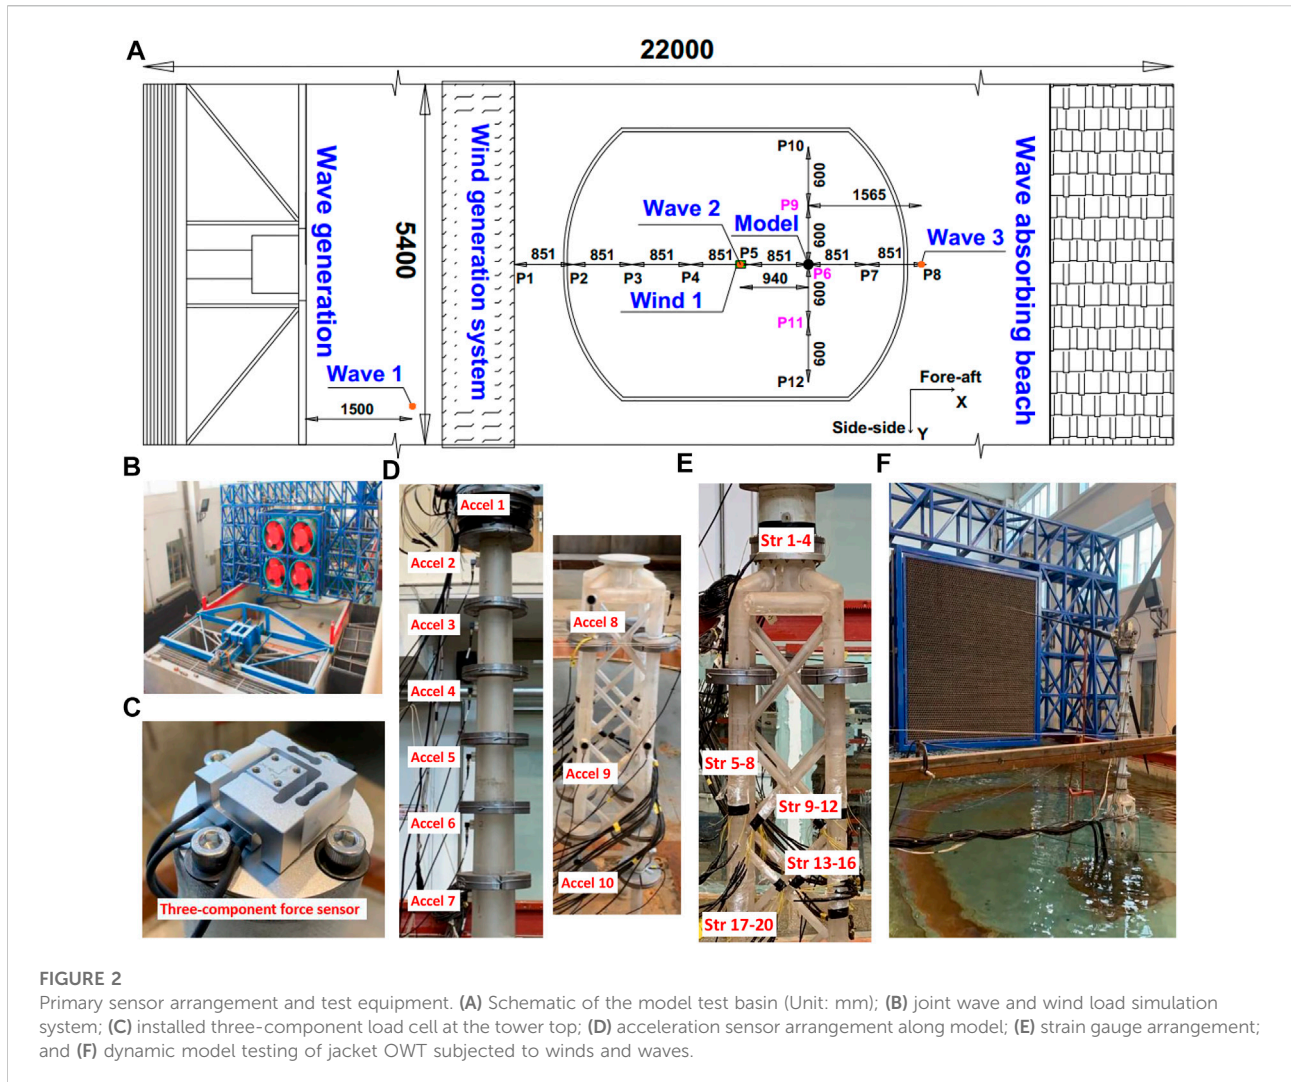 A
22000
Wave generation
5400
Wind generation system
Wave absorbing beach
P10
600
P9
1565
Wave 2
Model
600
Wave 3
851
851
851
851
P5
851
851
851
P1
P2
P3
P4
P6
P7
P8
940
Wind 1
600
P11
600
P12
Wave 1
1500
Fore-aft
X
Side-side
Y
B
C
Three-component force sensor
D
Accel 1
Accel 2
Accel 3
Accel 4
Accel 5
Accel 6
Accel 7
Accel 8
Accel 9
Accel 10
E
Str 1-4
Str 5-8
Str 9-12
Str 13-16
Str 17-20
F
FIGURE 2
Primary sensor arrangement and test equipment. (A) Schematic of the model test basin (Unit: mm); (B) joint wave and wind load simulation
system; (C) installed three-component load cell at the tower top; (D) acceleration sensor arrangement along model; (E) strain gauge arrangement;
and (F) dynamic model testing of jacket OWT subjected to winds and waves.